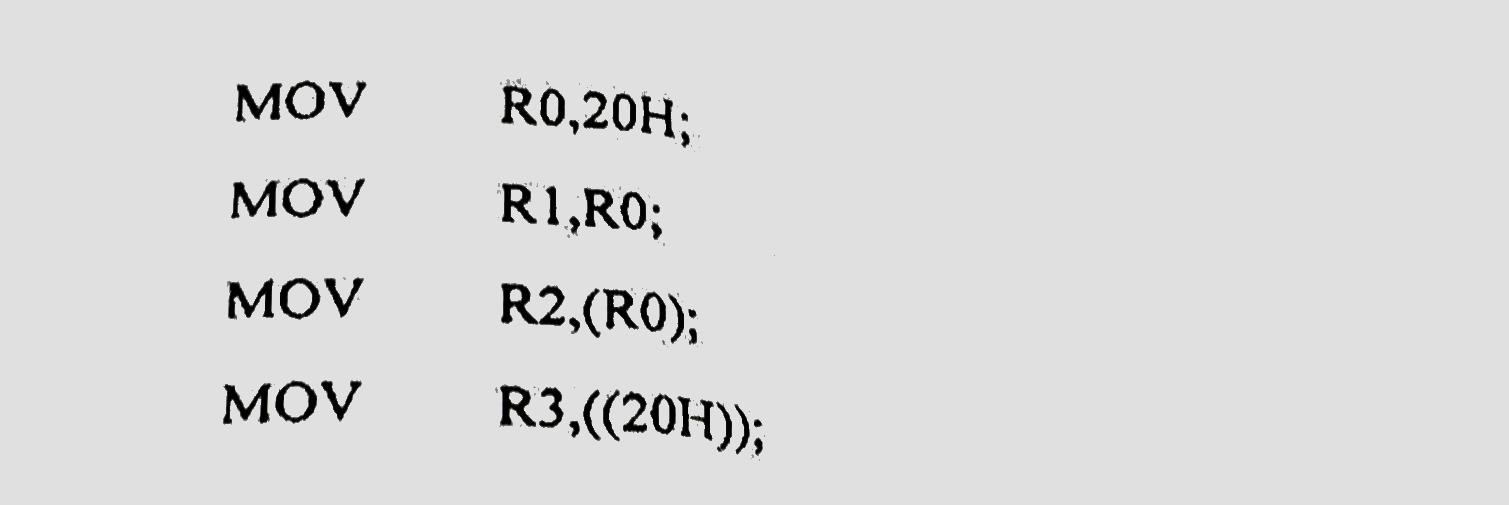 MOV R0,20H;
MOV R1,R0;
MOV R2,(R0);
MOV R3,((20H));